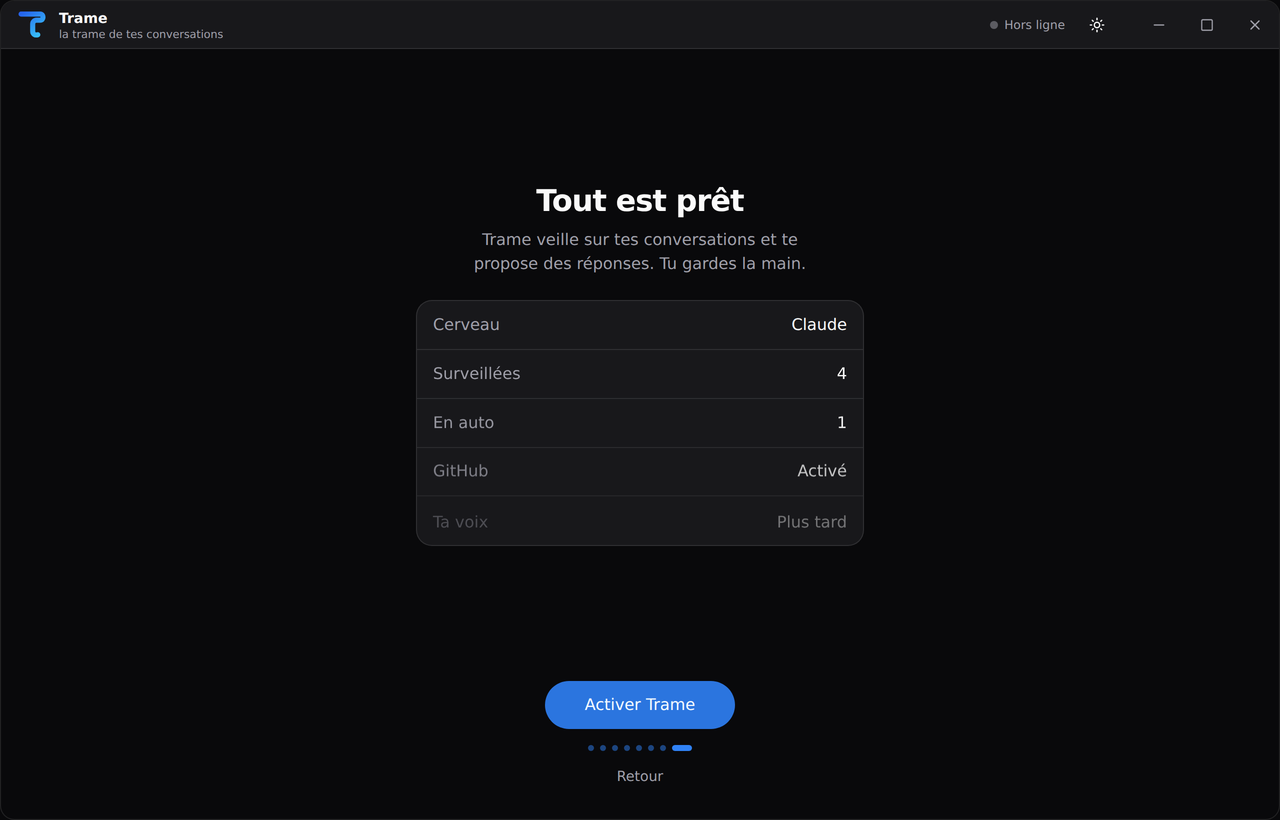 Trame
la trame de tes conversations
Hors ligne
Tout est prêt
Trame veille sur tes conversations et te
propose des réponses. Tu gardes la main.
Cerveau Claude
Surveillées 4
En auto 1
GitHub Activé
Ta voix Plus tard
Activer Trame
Retour